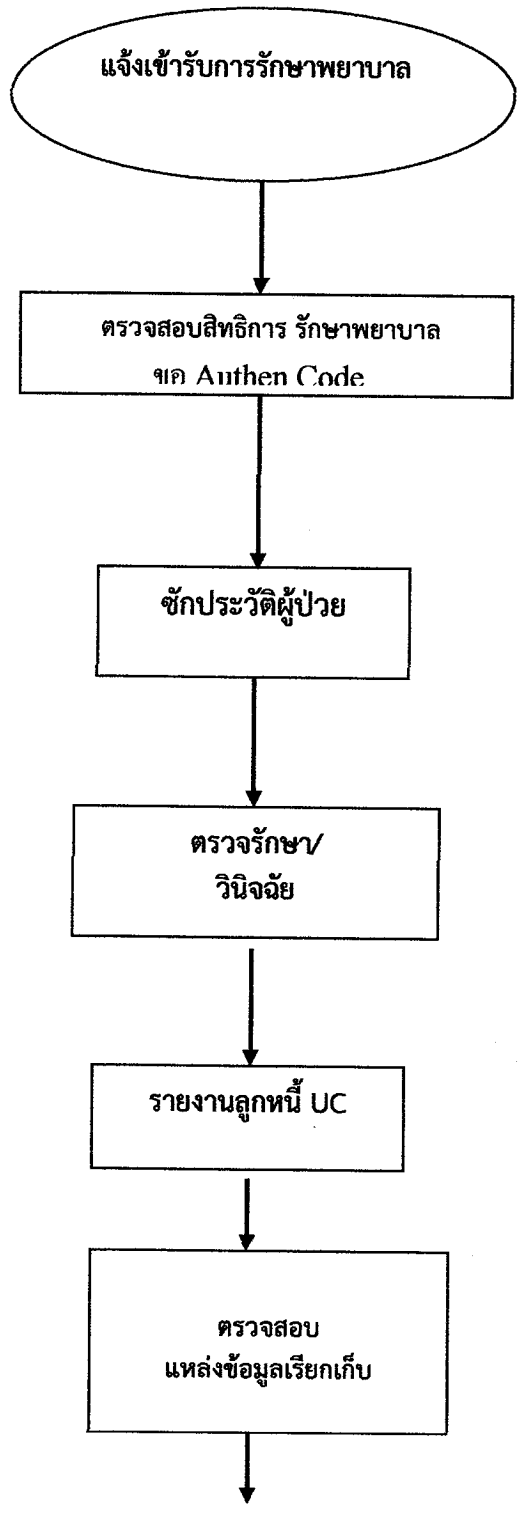 แจ้งเข้ารับการรักษาพยาบาล
ตรวจสอบสิทธิการ รักษาพยาบาล
ขอ Authen Code
ซักประวัติผู้ป่วย
ตรวจรักษา/
วินิจฉัย
รายงานลูกหนี้ UC
ตรวจสอบ
แหล่งข้อมูลเรียกเก็บ